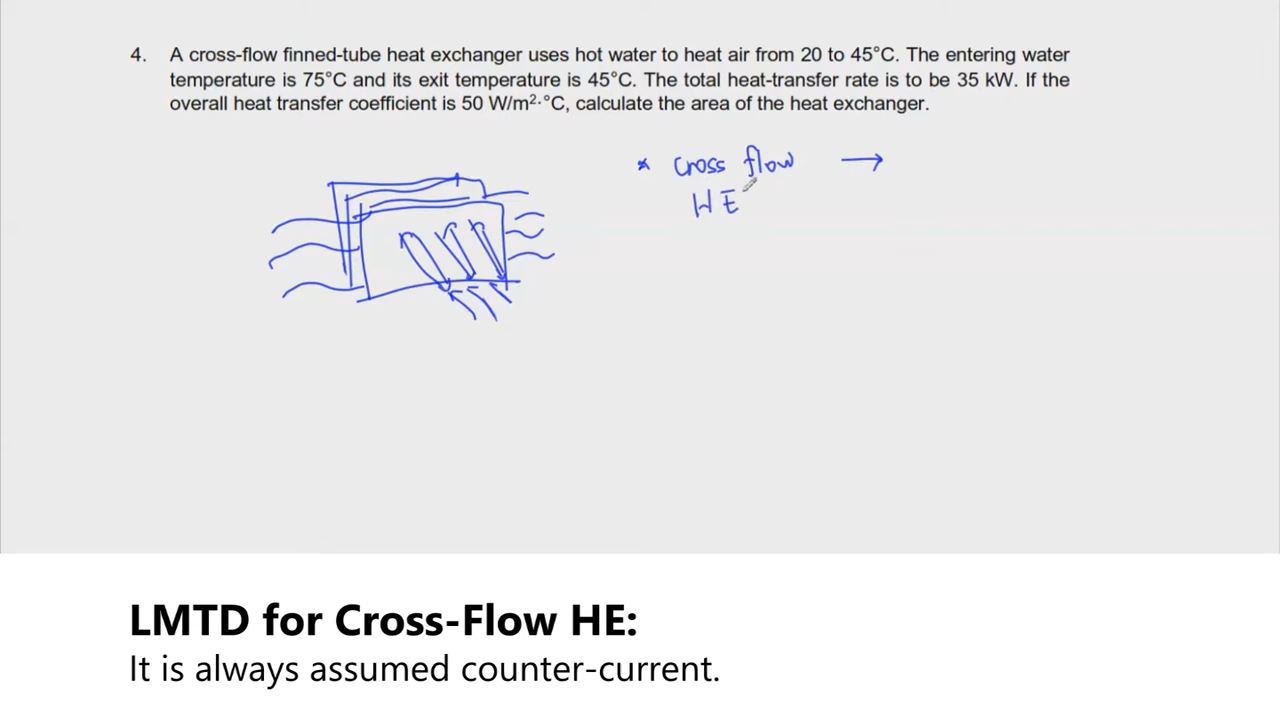 4. A cross-flow finned-tube heat exchanger uses hot water to heat air from 20 to 45°C. The entering water
temperature is 75°C and its exit temperature is 45°C. The total heat-transfer rate is to be 35 kW. If the
overall heat transfer coefficient is 50 W/m²·°C, calculate the area of the heat exchanger.
* cross flow →
HE
LMTD for Cross-Flow HE:
It is always assumed counter-current.